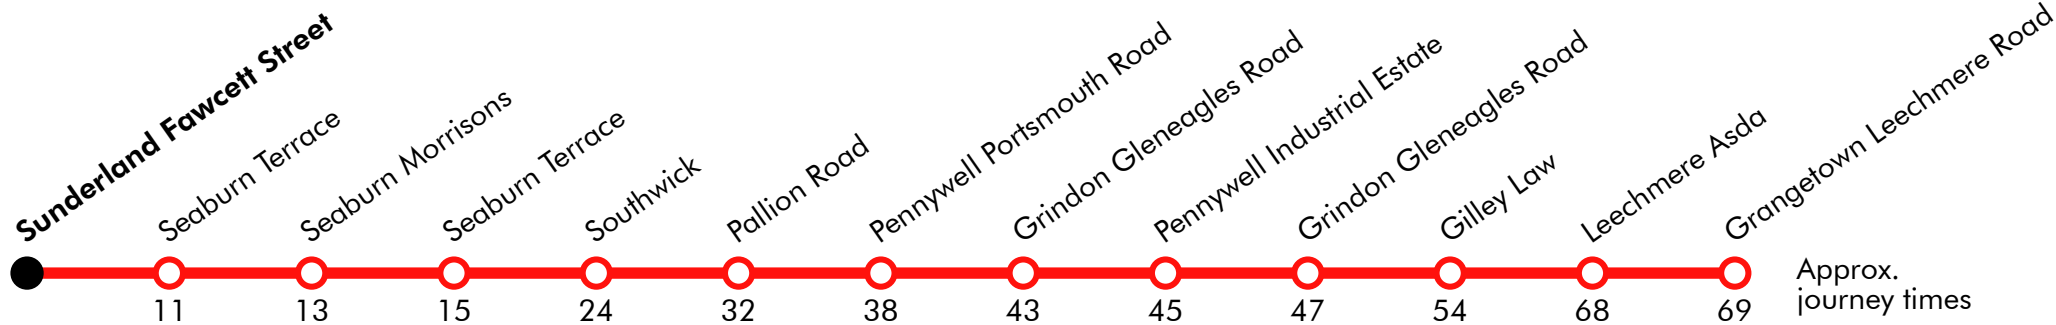 Sunderland Fawcett Street
Seaburn Terrace
Seaburn Morrisons
Seaburn Terrace
Southwick
Pallion Road
Pennywell Portsmouth Road
Grindon Gleneagles Road
Pennywell Industrial Estate
Grindon Gleneagles Road
Gilley Law
Leechmere Asda
Grangetown Leechmere Road
11 13 15 24 32 38 43 45 47 54 68 69
Approx.
journey times